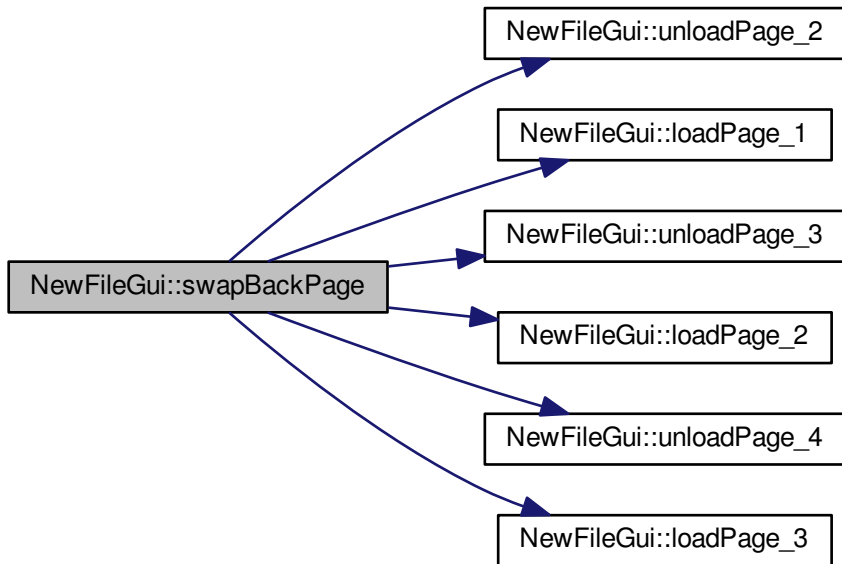 NewFileGui::unloadPage_2
NewFileGui::loadPage_1
NewFileGui::unloadPage_3
NewFileGui::swapBackPage
NewFileGui::loadPage_2
NewFileGui::unloadPage_4
NewFileGui::loadPage_3